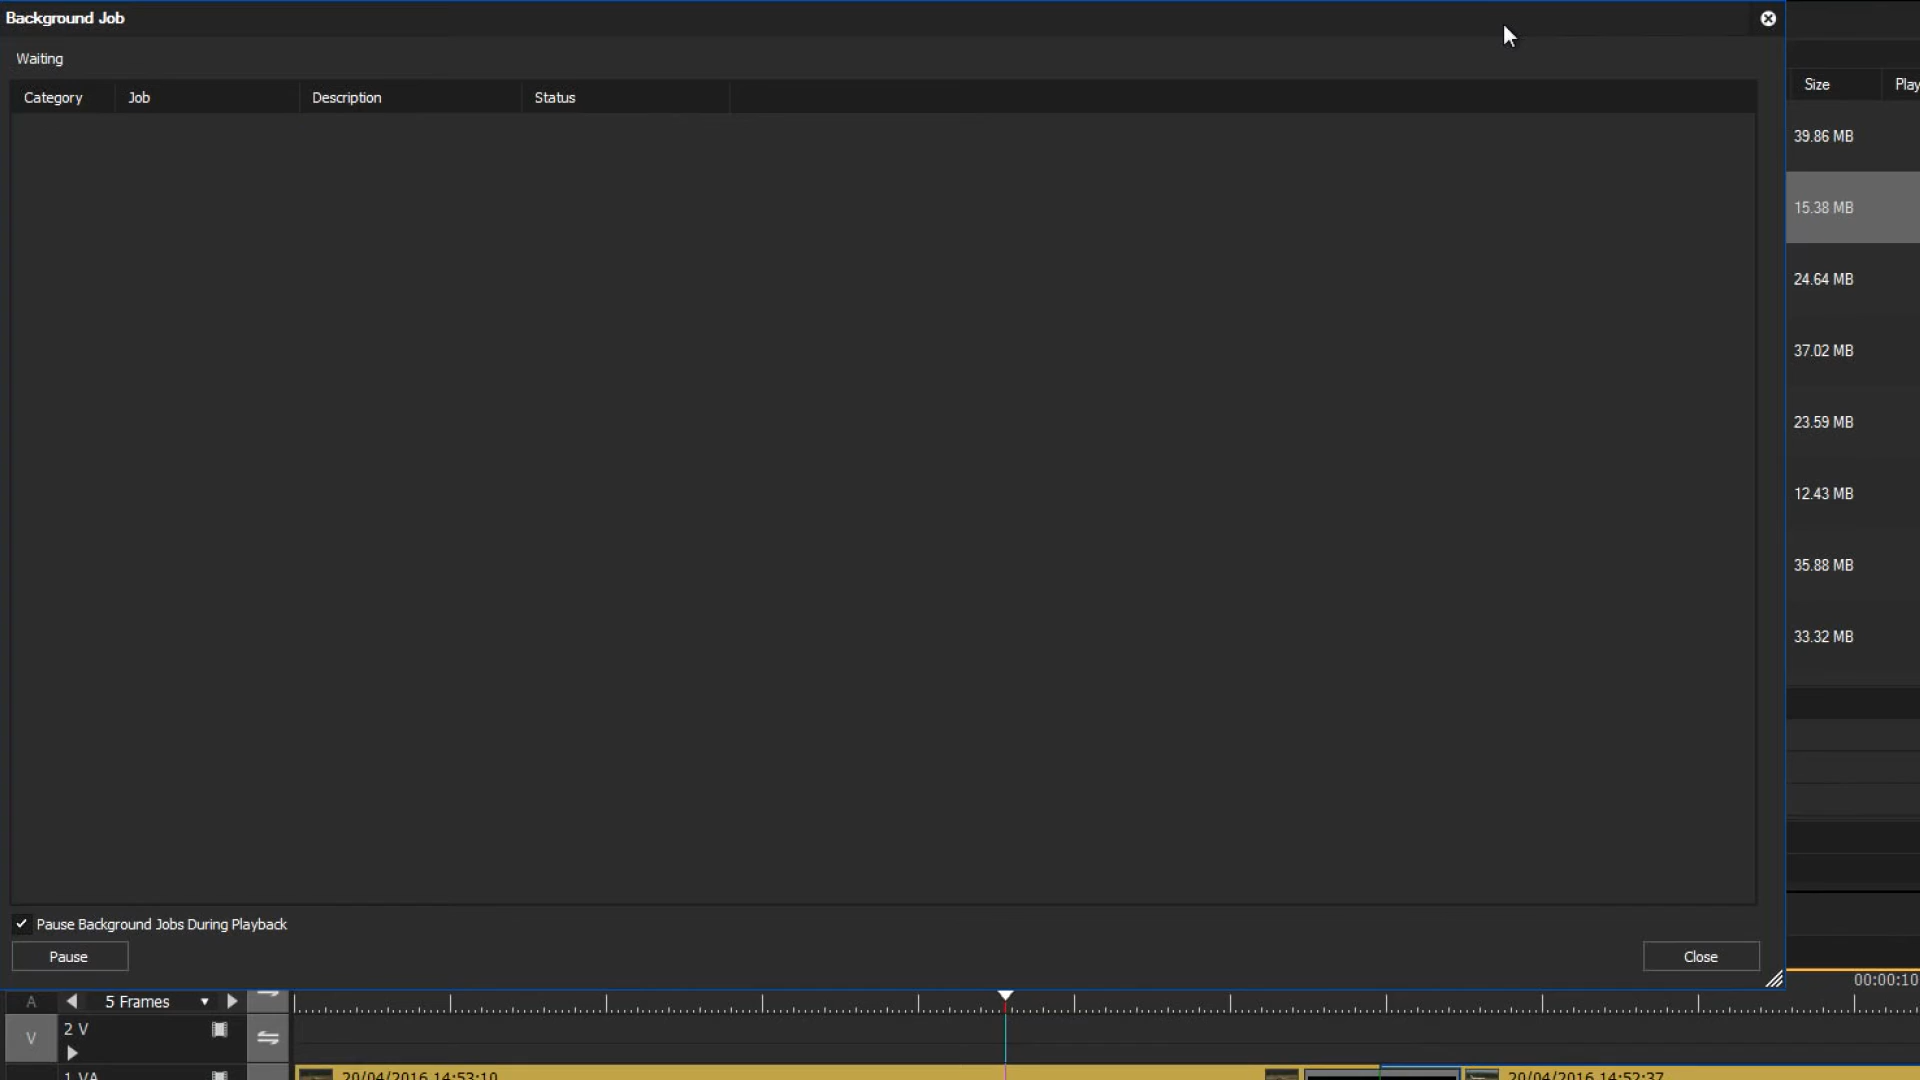 Background Job
Waiting
Category Job Description Status
Size Play
39.86 MB
15.38 MB
24.64 MB
37.02 MB
23.59 MB
12.43 MB
35.88 MB
33.32 MB
Pause Background Jobs During Playback
Pause Close
00:00:10
A 5 Frames
V 2 V
1 VA 20/04/2016 14:53:10 20/04/2016 14:52:37